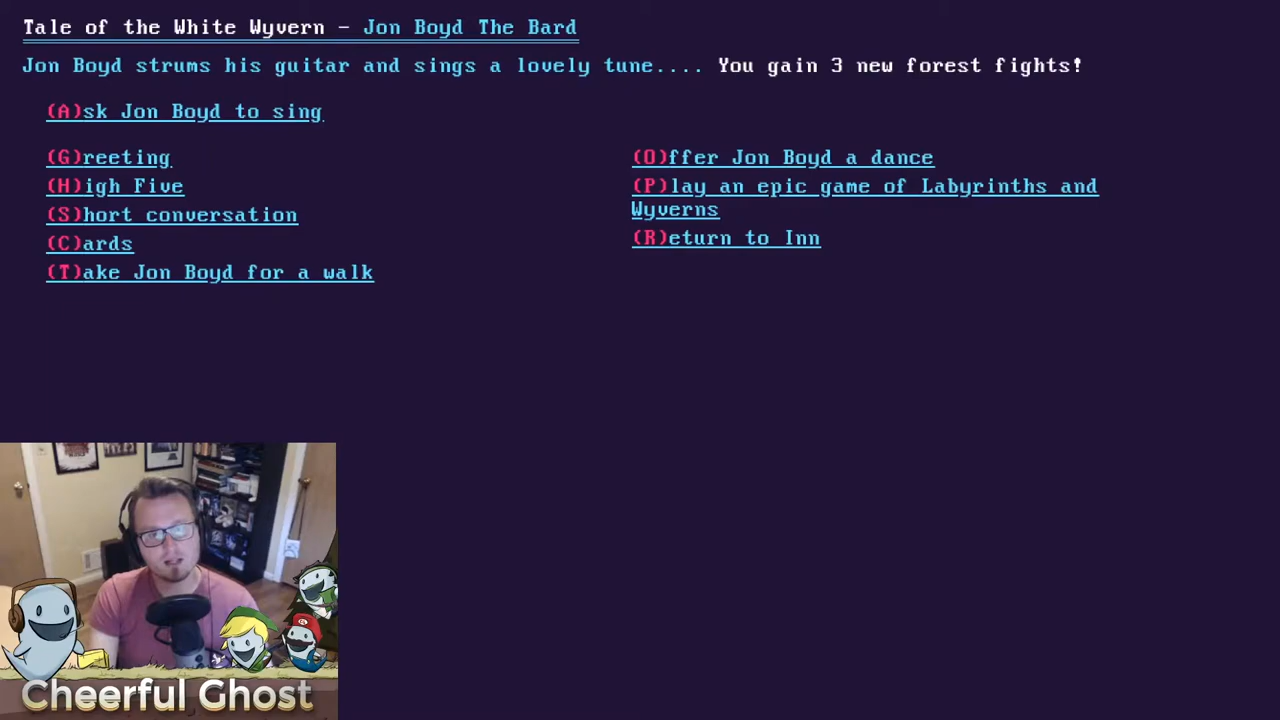 Tale of the White Wyvern - Jon Boyd The Bard
Jon Boyd strums his guitar and sings a lovely tune.... You gain 3 new forest fights!
(A)sk Jon Boyd to sing
(G)reeting
(H)igh Five
(S)hort conversation
(C)ards
(T)ake Jon Boyd for a walk
(O)ffer Jon Boyd a dance
(P)lay an epic game of Labyrinths and
Wyverns
(R)eturn to Inn
Cheerful Ghost